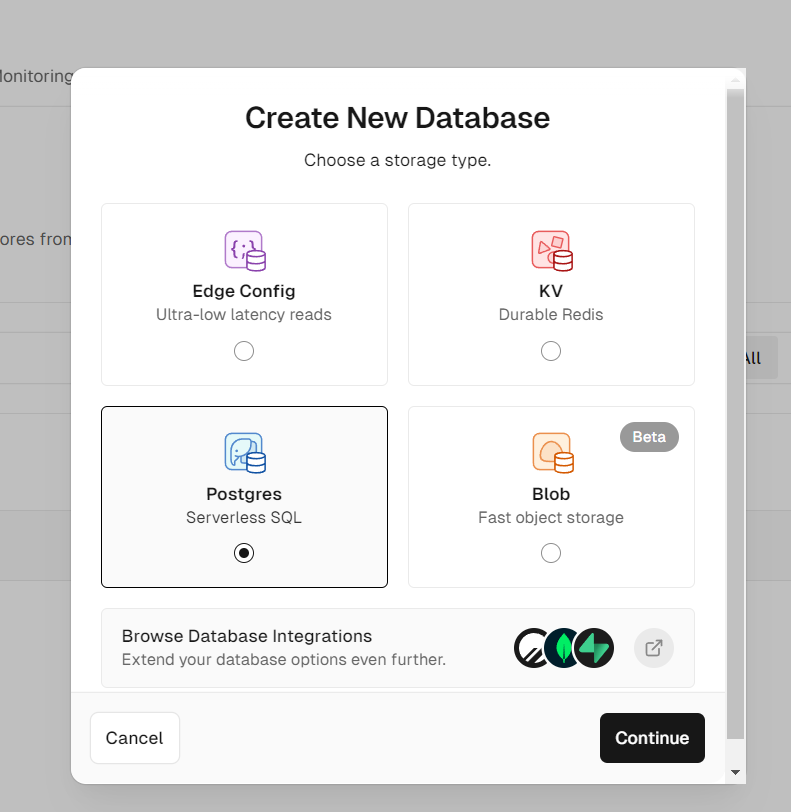 Monitoring
Create New Database
Choose a storage type.
ores from
Edge Config
Ultra-low latency reads
KV
Durable Redis
All
Beta
Postgres
Serverless SQL
Blob
Fast object storage
Browse Database Integrations
Extend your database options even further.
Cancel
Continue